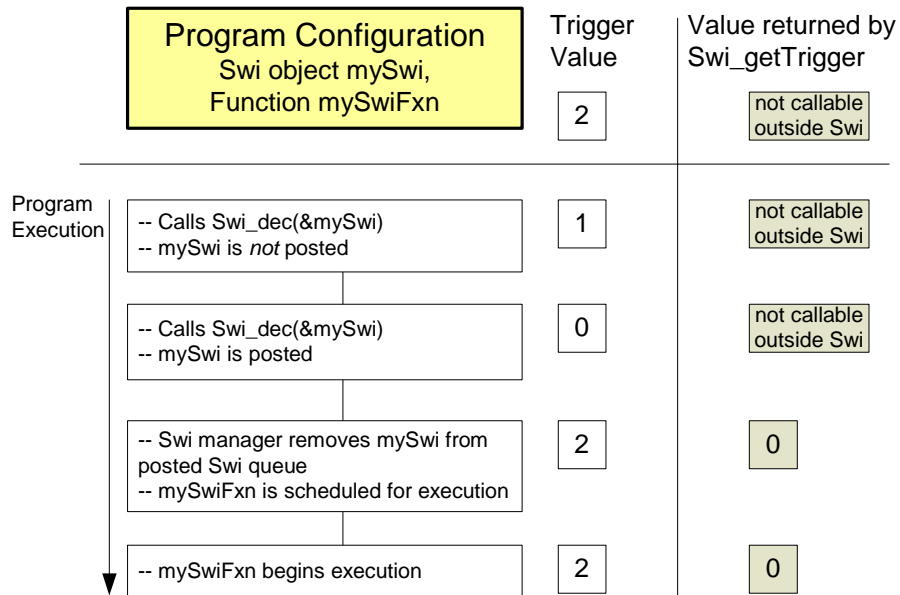 Program Configuration
Swi object mySwi,
Function mySwiFxn
Trigger
Value
2
Value returned by
Swi_getTrigger
not callable
outside Swi
Program
Execution
-- Calls Swi_dec(&mySwi)
-- mySwi is not posted
1
not callable
outside Swi
-- Calls Swi_dec(&mySwi)
-- mySwi is posted
0
not callable
outside Swi
-- Swi manager removes mySwi from
posted Swi queue
-- mySwiFxn is scheduled for execution
2
0
-- mySwiFxn begins execution
2
0